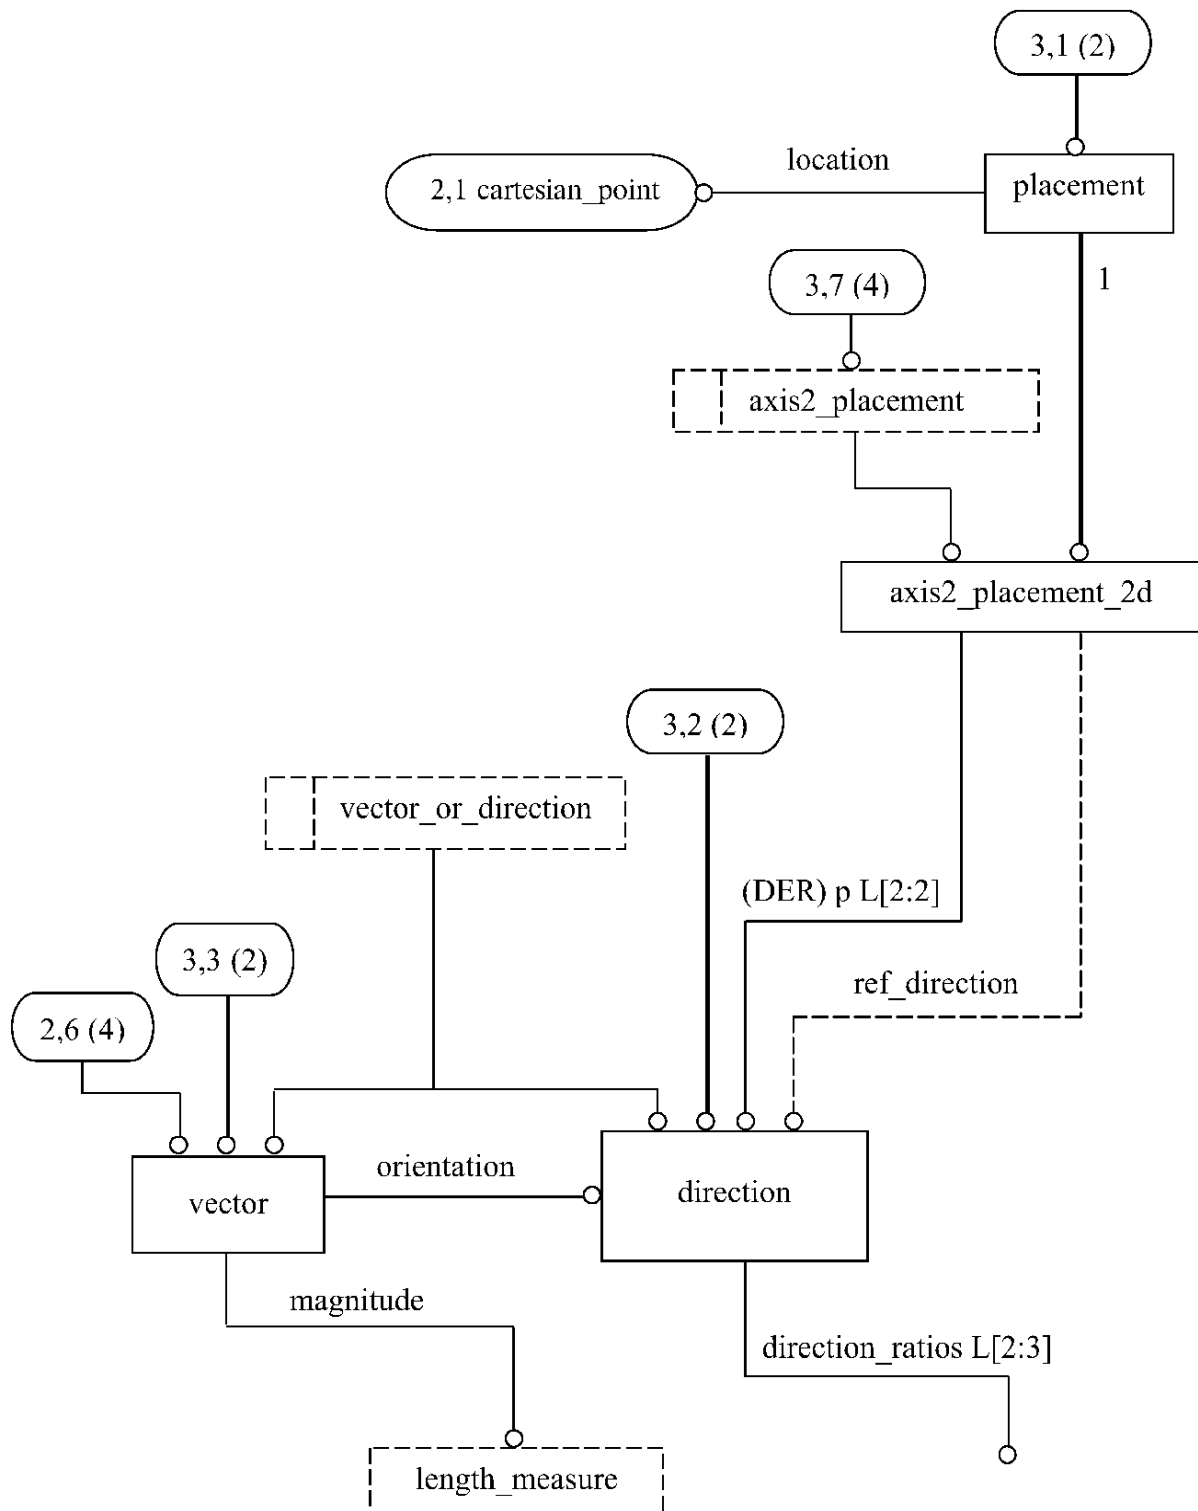 3,1 (2)
location
placement
2,1 cartesian_point
3,7 (4)
1
axis2_placement
axis2_placement_2d
3,2 (2)
vector_or_direction
(DER) p L[2:2]
3,3 (2)
ref_direction
2,6 (4)
orientation
direction
vector
magnitude
direction_ratios L[2:3]
length_measure